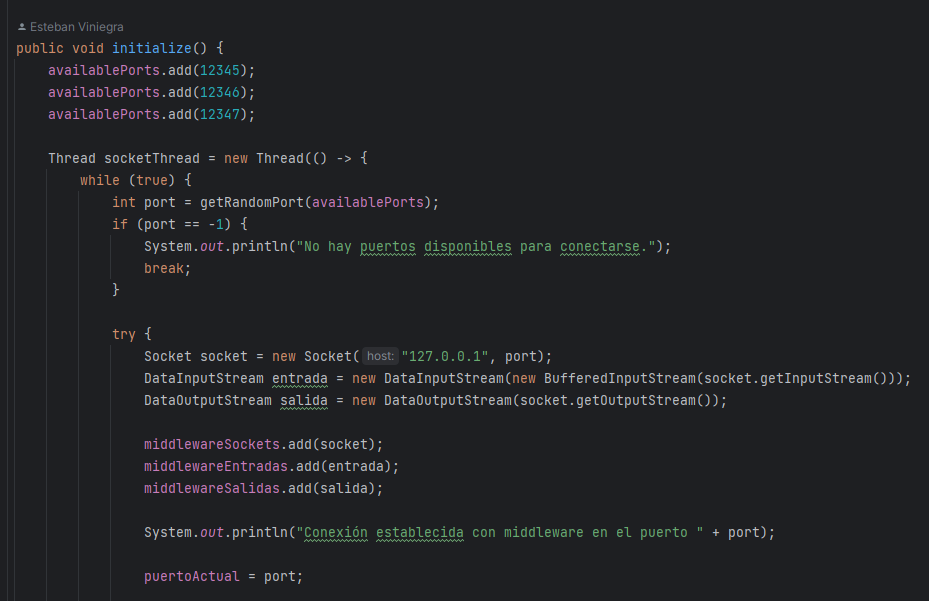 Esteban Viniegra
public void initialize() {
availablePorts.add(12345);
availablePorts.add(12346);
availablePorts.add(12347);
Thread socketThread = new Thread(() -> {
while (true) {
int port = getRandomPort(availablePorts);
if (port == -1) {
System.out.println("No hay puertos disponibles para conectarse.");
break;
}
try {
Socket socket = new Socket( host: "127.0.0.1", port);
DataInputStream entrada = new DataInputStream(new BufferedInputStream(socket.getInputStream()));
DataOutputStream salida = new DataOutputStream(socket.getOutputStream());
middlewareSockets.add(socket);
middlewareEntradas.add(entrada);
middlewareSalidas.add(salida);
System.out.println("Conexión establecida con middleware en el puerto " + port);
puertoActual = port;